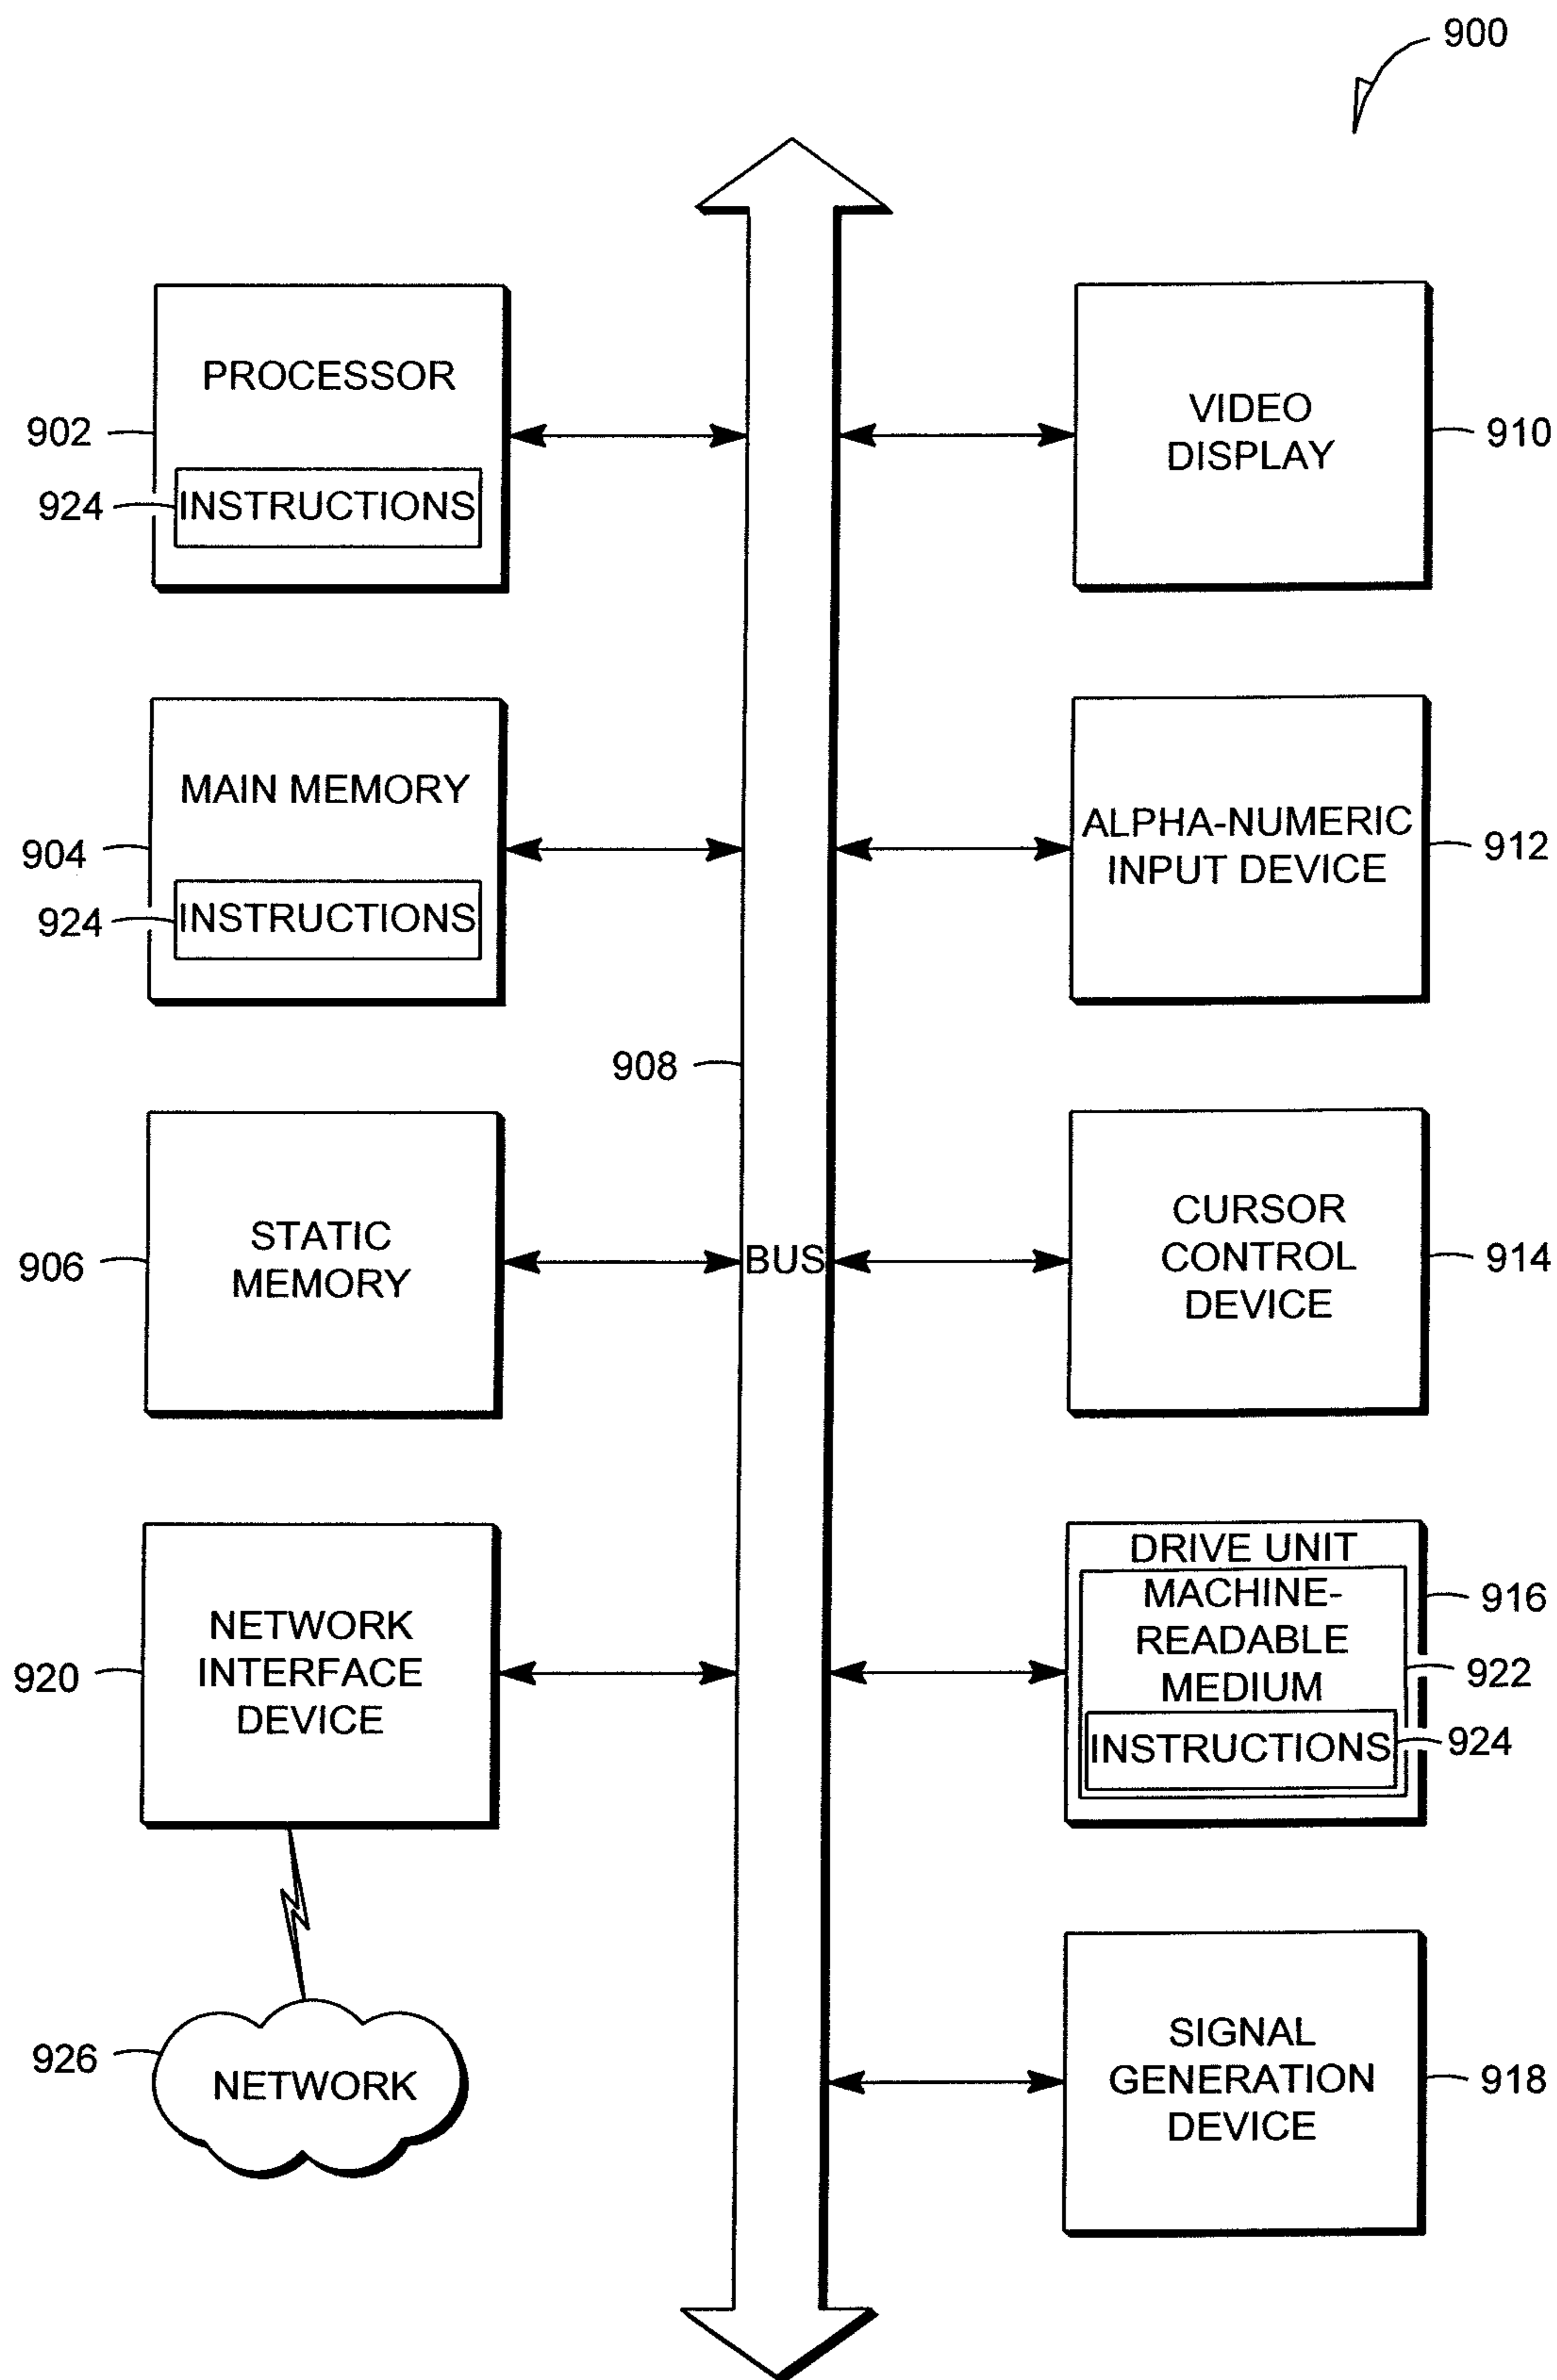 900
PROCESSOR
902
924
INSTRUCTIONS
VIDEO
DISPLAY
910
MAIN MEMORY
904
924
INSTRUCTIONS
ALPHA-NUMERIC
INPUT DEVICE
912
908
STATIC
MEMORY
906
BUS
CURSOR
CONTROL
DEVICE
914
NETWORK
INTERFACE
DEVICE
920
DRIVE UNIT
916
MACHINE-
READABLE
MEDIUM
922
INSTRUCTIONS
924
926
NETWORK
SIGNAL
GENERATION
DEVICE
918